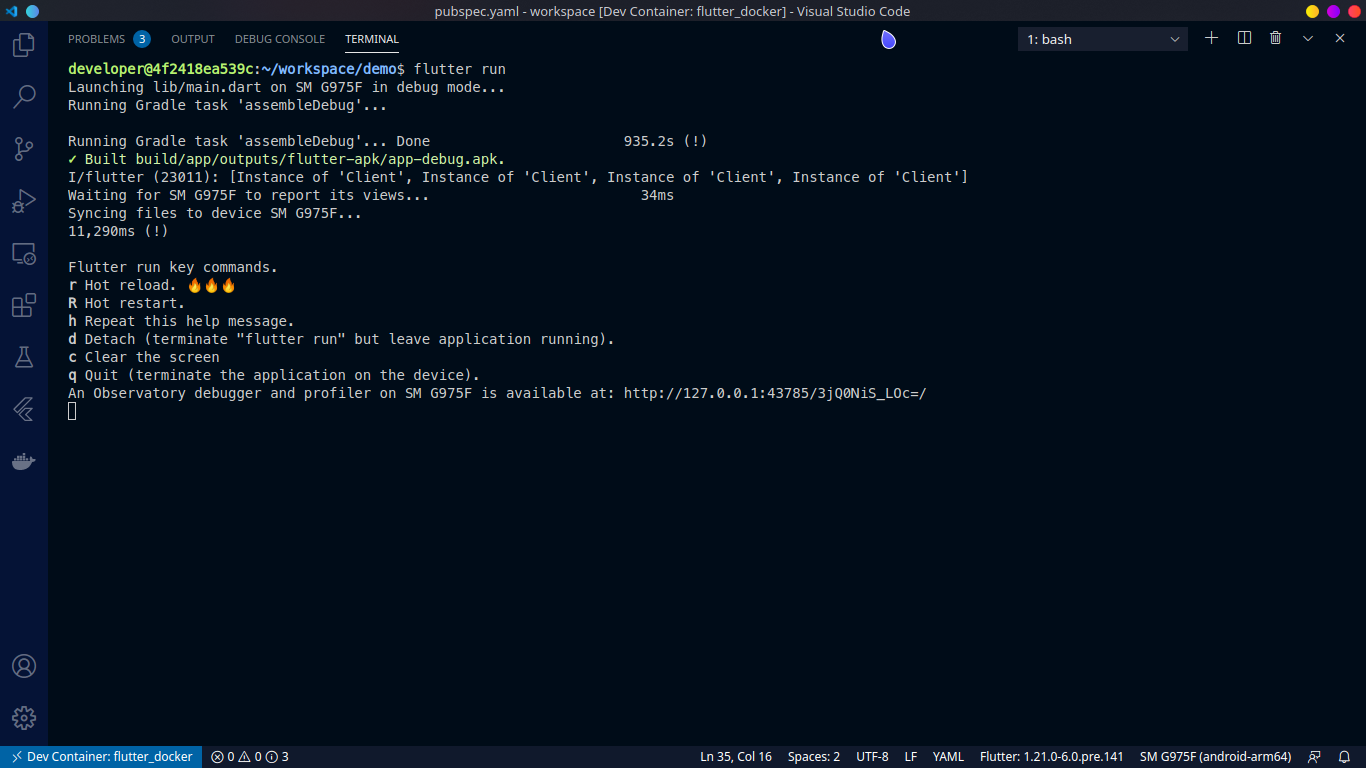 pubspec.yaml - workspace [Dev Container: flutter_docker] - Visual Studio Code
PROBLEMS 3 OUTPUT DEBUG CONSOLE TERMINAL 1: bash
developer@4f2418ea539c:~/workspace/demo$ flutter run
Launching lib/main.dart on SM G975F in debug mode...
Running Gradle task 'assembleDebug'...
Running Gradle task 'assembleDebug'... Done 935.2s (!)
✓ Built build/app/outputs/flutter-apk/app-debug.apk.
I/flutter (23011): [Instance of 'Client', Instance of 'Client', Instance of 'Client', Instance of 'Client']
Waiting for SM G975F to report its views... 34ms
Syncing files to device SM G975F...
11,290ms (!)
Flutter run key commands.
r Hot reload. 🔥🔥🔥
R Hot restart.
h Repeat this help message.
d Detach (terminate "flutter run" but leave application running).
c Clear the screen
q Quit (terminate the application on the device).
An Observatory debugger and profiler on SM G975F is available at: http://127.0.0.1:43785/3jQ0NiS_LOc=/
Dev Container: flutter_docker 0 0 3 Ln 35, Col 16 Spaces: 2 UTF-8 LF YAML Flutter: 1.21.0-6.0.pre.141 SM G975F (android-arm64)